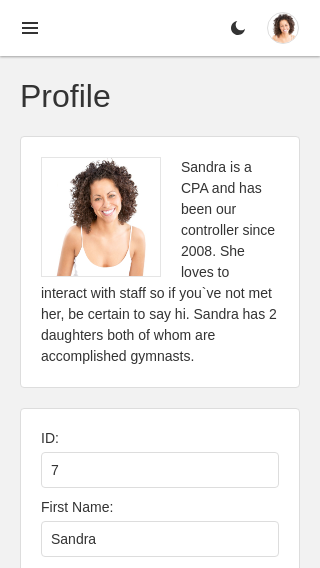 Profile
Sandra is a
CPA and has
been our
controller since
2008. She
loves to
interact with staff so if you`ve not met
her, be certain to say hi. Sandra has 2
daughters both of whom are
accomplished gymnasts.
ID:
7
First Name:
Sandra